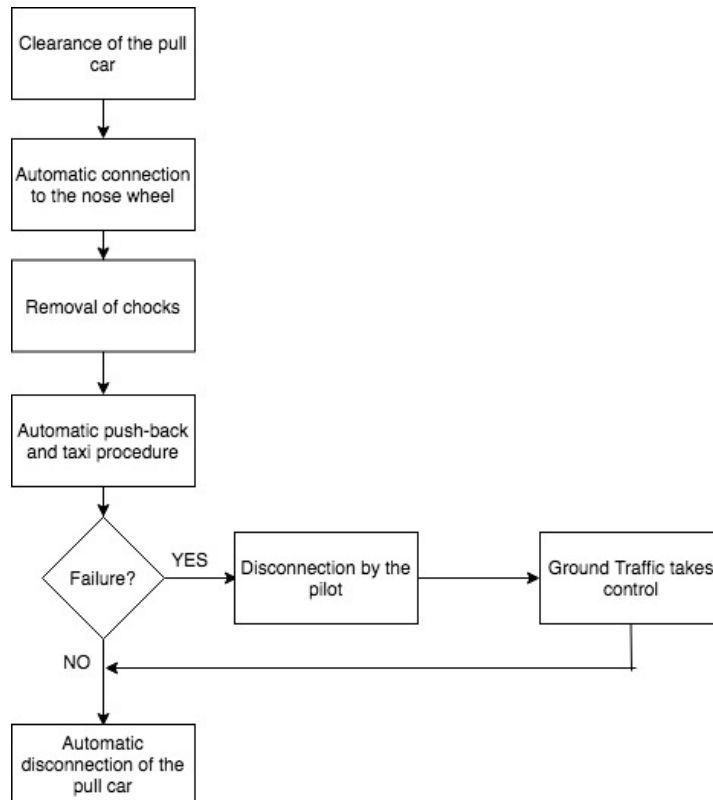 Clearance of the pull
car
Automatic connection
to the nose wheel
Removal of chocks
Automatic push-back
and taxi procedure
Failure?
YES
Disconnection by the
pilot
Ground Traffic takes
control
NO
Automatic
disconnection of the
pull car